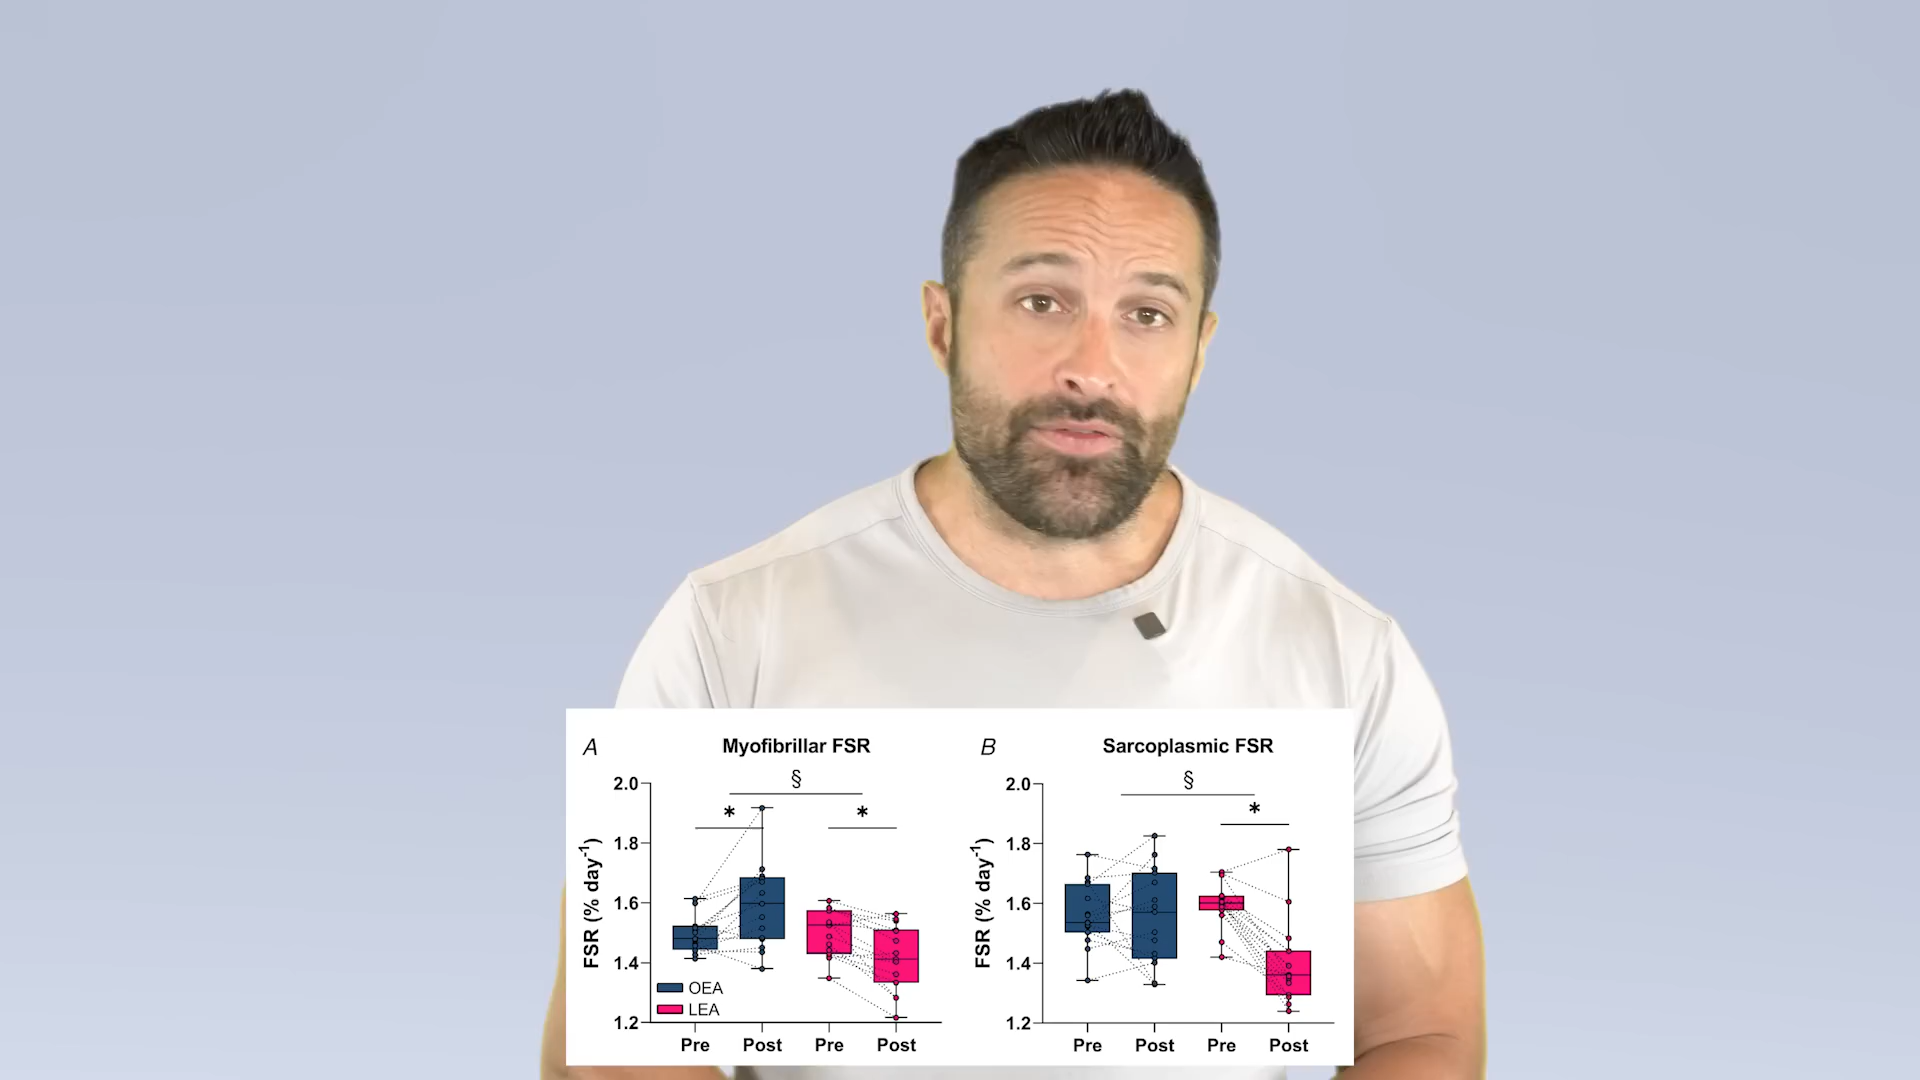 A
Myofibrillar FSR
§
*
*
2.0
1.8
1.6
1.4
1.2
FSR (% day-1)
OEA
LEA
Pre
Post
Pre
Post
B
Sarcoplasmic FSR
§
*
2.0
1.8
1.6
1.4
1.2
FSR (% day-1)
Pre
Post
Pre
Post